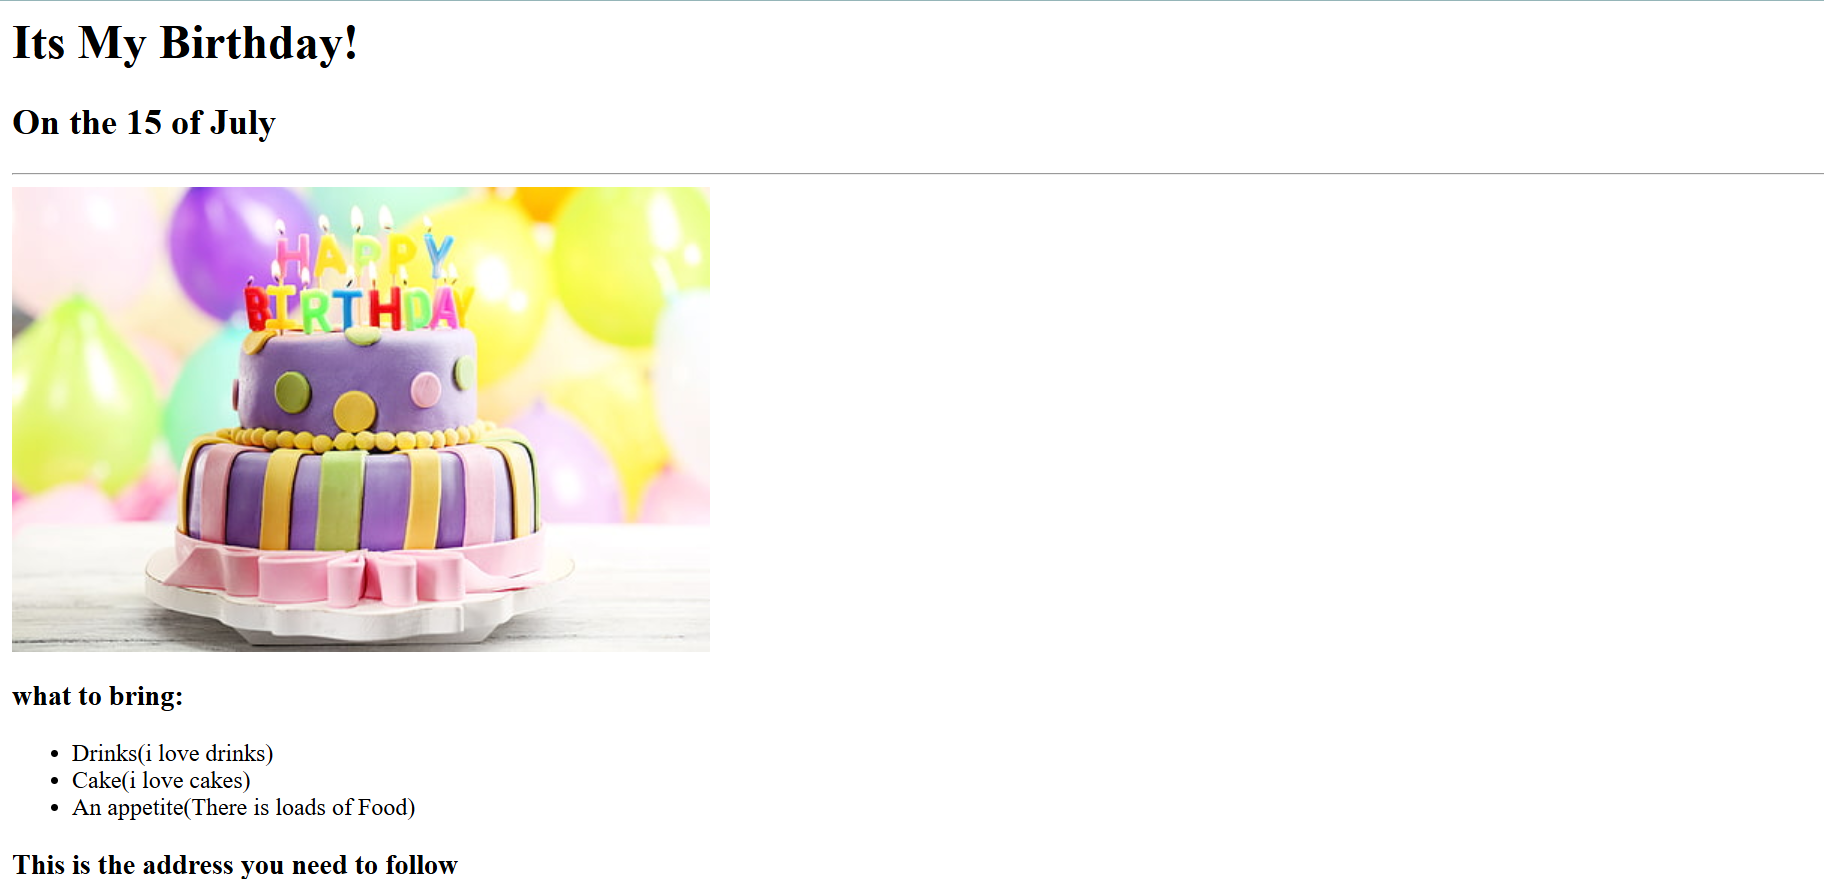 Its My Birthday!
On the 15 of July
HAPPY
BIRTHDAY
what to bring:
Drinks(i love drinks)
Cake(i love cakes)
An appetite(There is loads of Food)
This is the address you need to follow